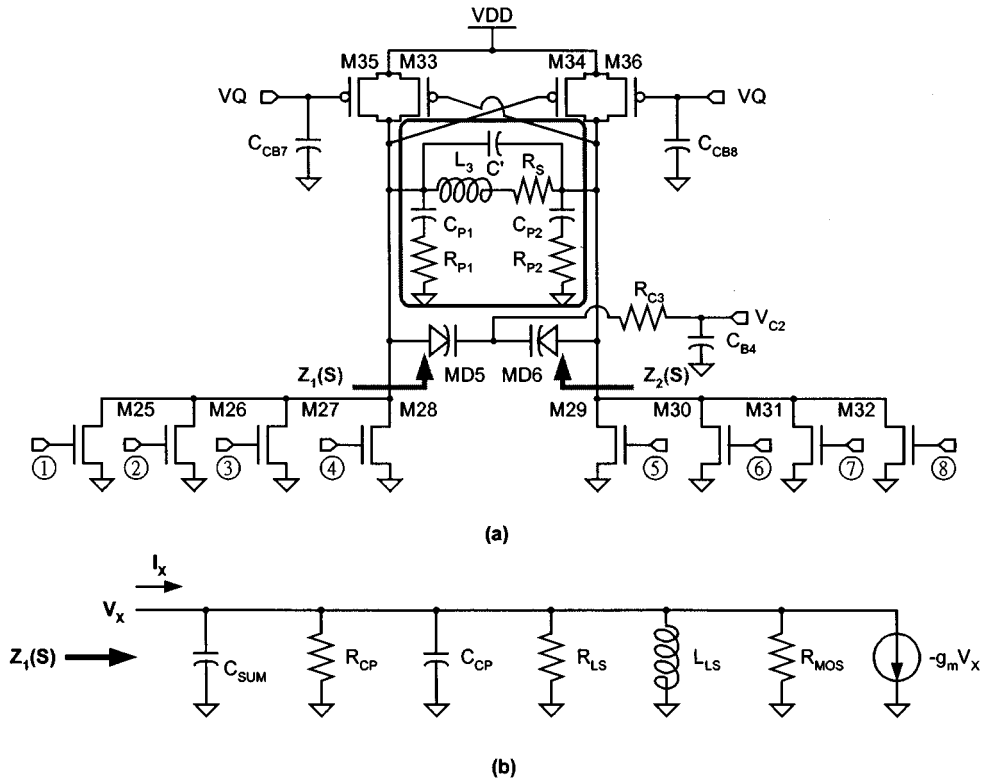 VDD
M35 M33 M34 M36
VQ VQ
C_CB7 C_CB8
L_3 C' R_S
C_P1 C_P2
R_P1 R_P2
R_C3
V_C2
C_B4
Z_1(S) MD5 MD6 Z_2(S)
M25 M26 M27 M28 M29 M30 M31 M32
① ② ③ ④ ⑤ ⑥ ⑦ ⑧
(a)
I_X
V_X
Z_1(S) C_SUM R_CP C_CP R_LS L_LS R_MOS -g_mV_X
(b)